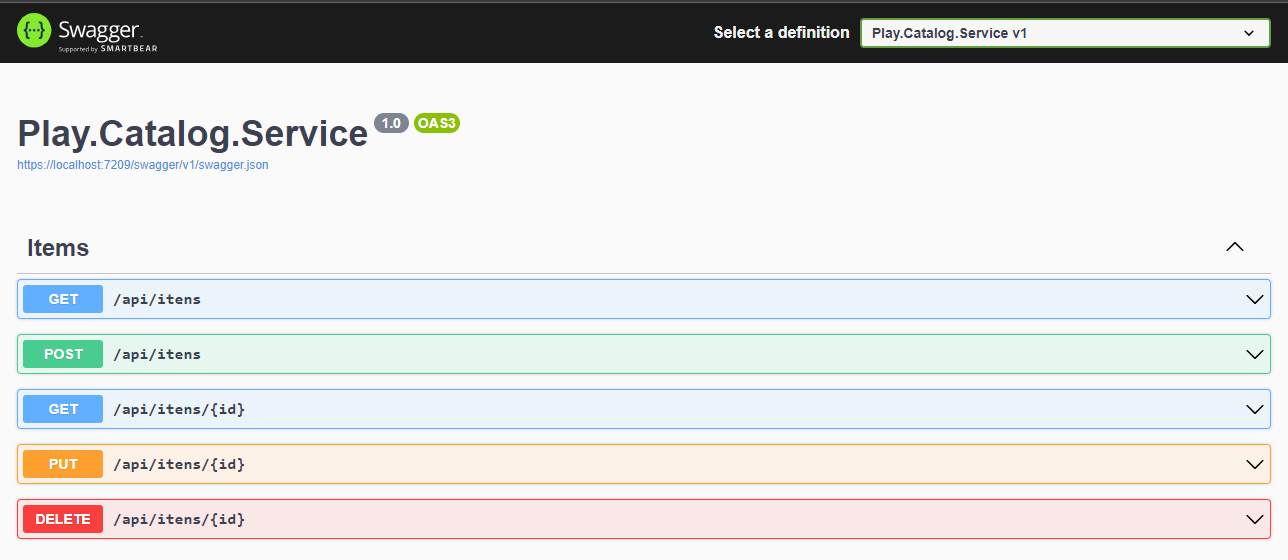 Swagger
Supported by SMARTBEAR
Select a definition
Play.Catalog.Service v1
Play.Catalog.Service 1.0 OAS3
https://localhost:7209/swagger/v1/swagger.json
Items
GET /api/itens
POST /api/itens
GET /api/itens/{id}
PUT /api/itens/{id}
DELETE /api/itens/{id}